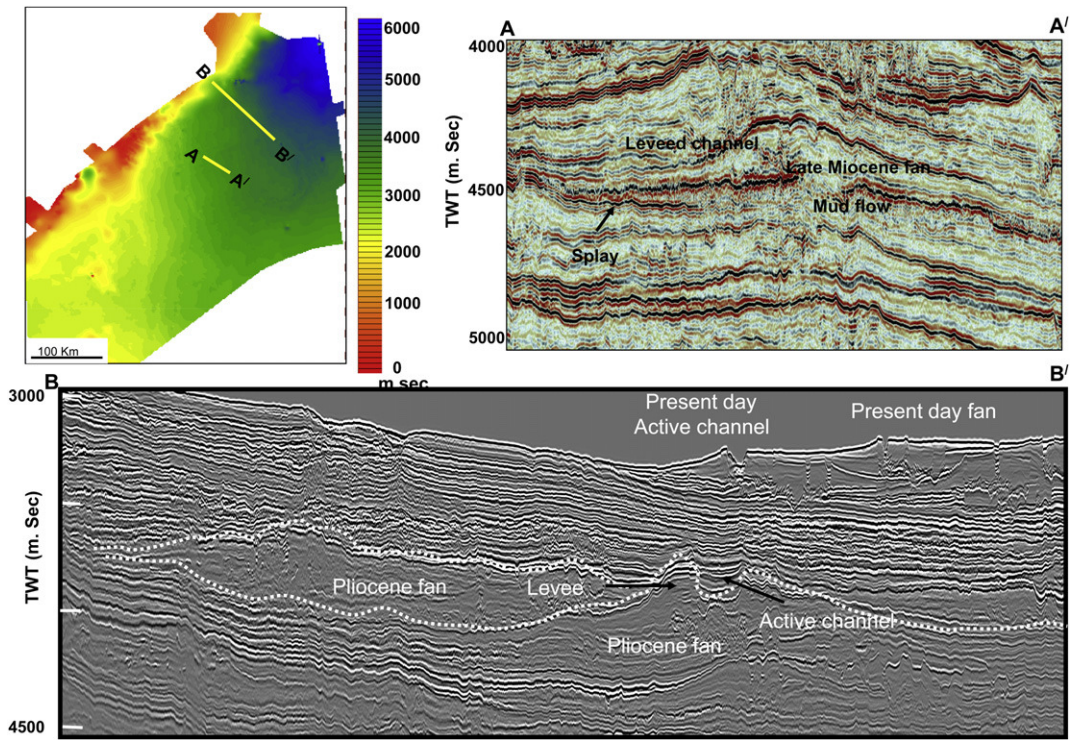 B
A
B/
A/
100 Km
6000
5000
4000
3000
2000
1000
0
m sec
A
A/
4000
4500
5000
TWT (m. Sec)
Leveed channel
Late Miocene fan
Mud flow
Splay
B
B/
3000
4500
TWT (m. Sec)
Present day
Active channel
Present day fan
Pliocene fan
Levee
Active channel
Pliocene fan